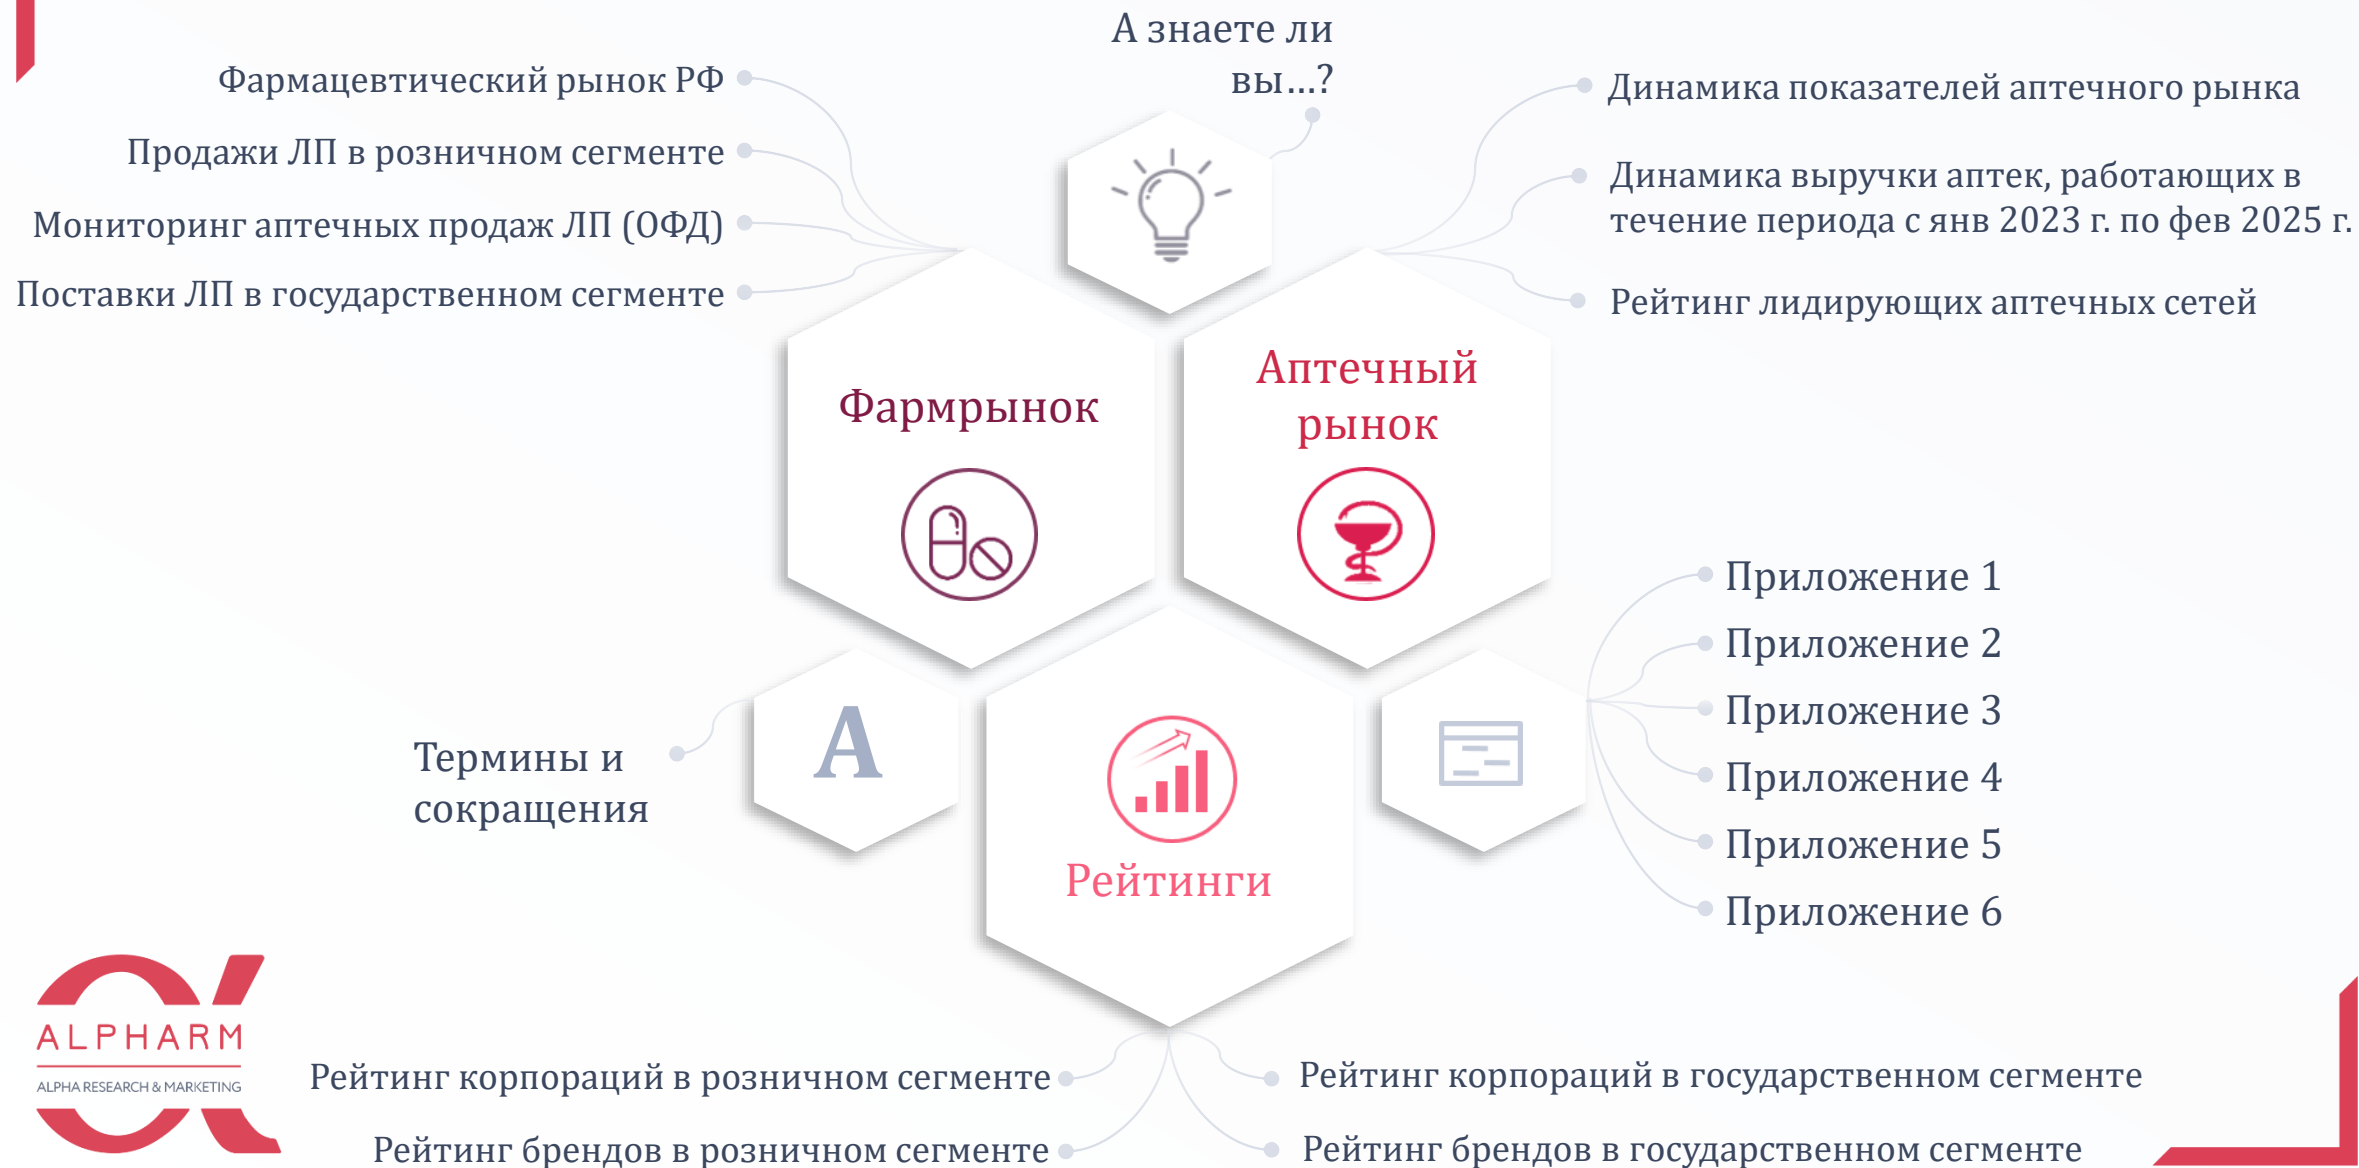 А знаете ли
вы...?
Фармацевтический рынок РФ
Продажи ЛП в розничном сегменте
Мониторинг аптечных продаж ЛП (ОФД)
Поставки ЛП в государственном сегменте
Динамика показателей аптечного рынка
Динамика выручки аптек, работающих в
течение периода с янв 2023 г. по фев 2025 г.
Рейтинг лидирующих аптечных сетей
Фармрынок
Аптечный
рынок
Приложение 1
Приложение 2
Приложение 3
Приложение 4
Приложение 5
Приложение 6
Термины и
сокращения
А
Рейтинги
ALPHARM
ALPHA RESEARCH & MARKETING
Рейтинг корпораций в розничном сегменте
Рейтинг брендов в розничном сегменте
Рейтинг корпораций в государственном сегменте
Рейтинг брендов в государственном сегменте